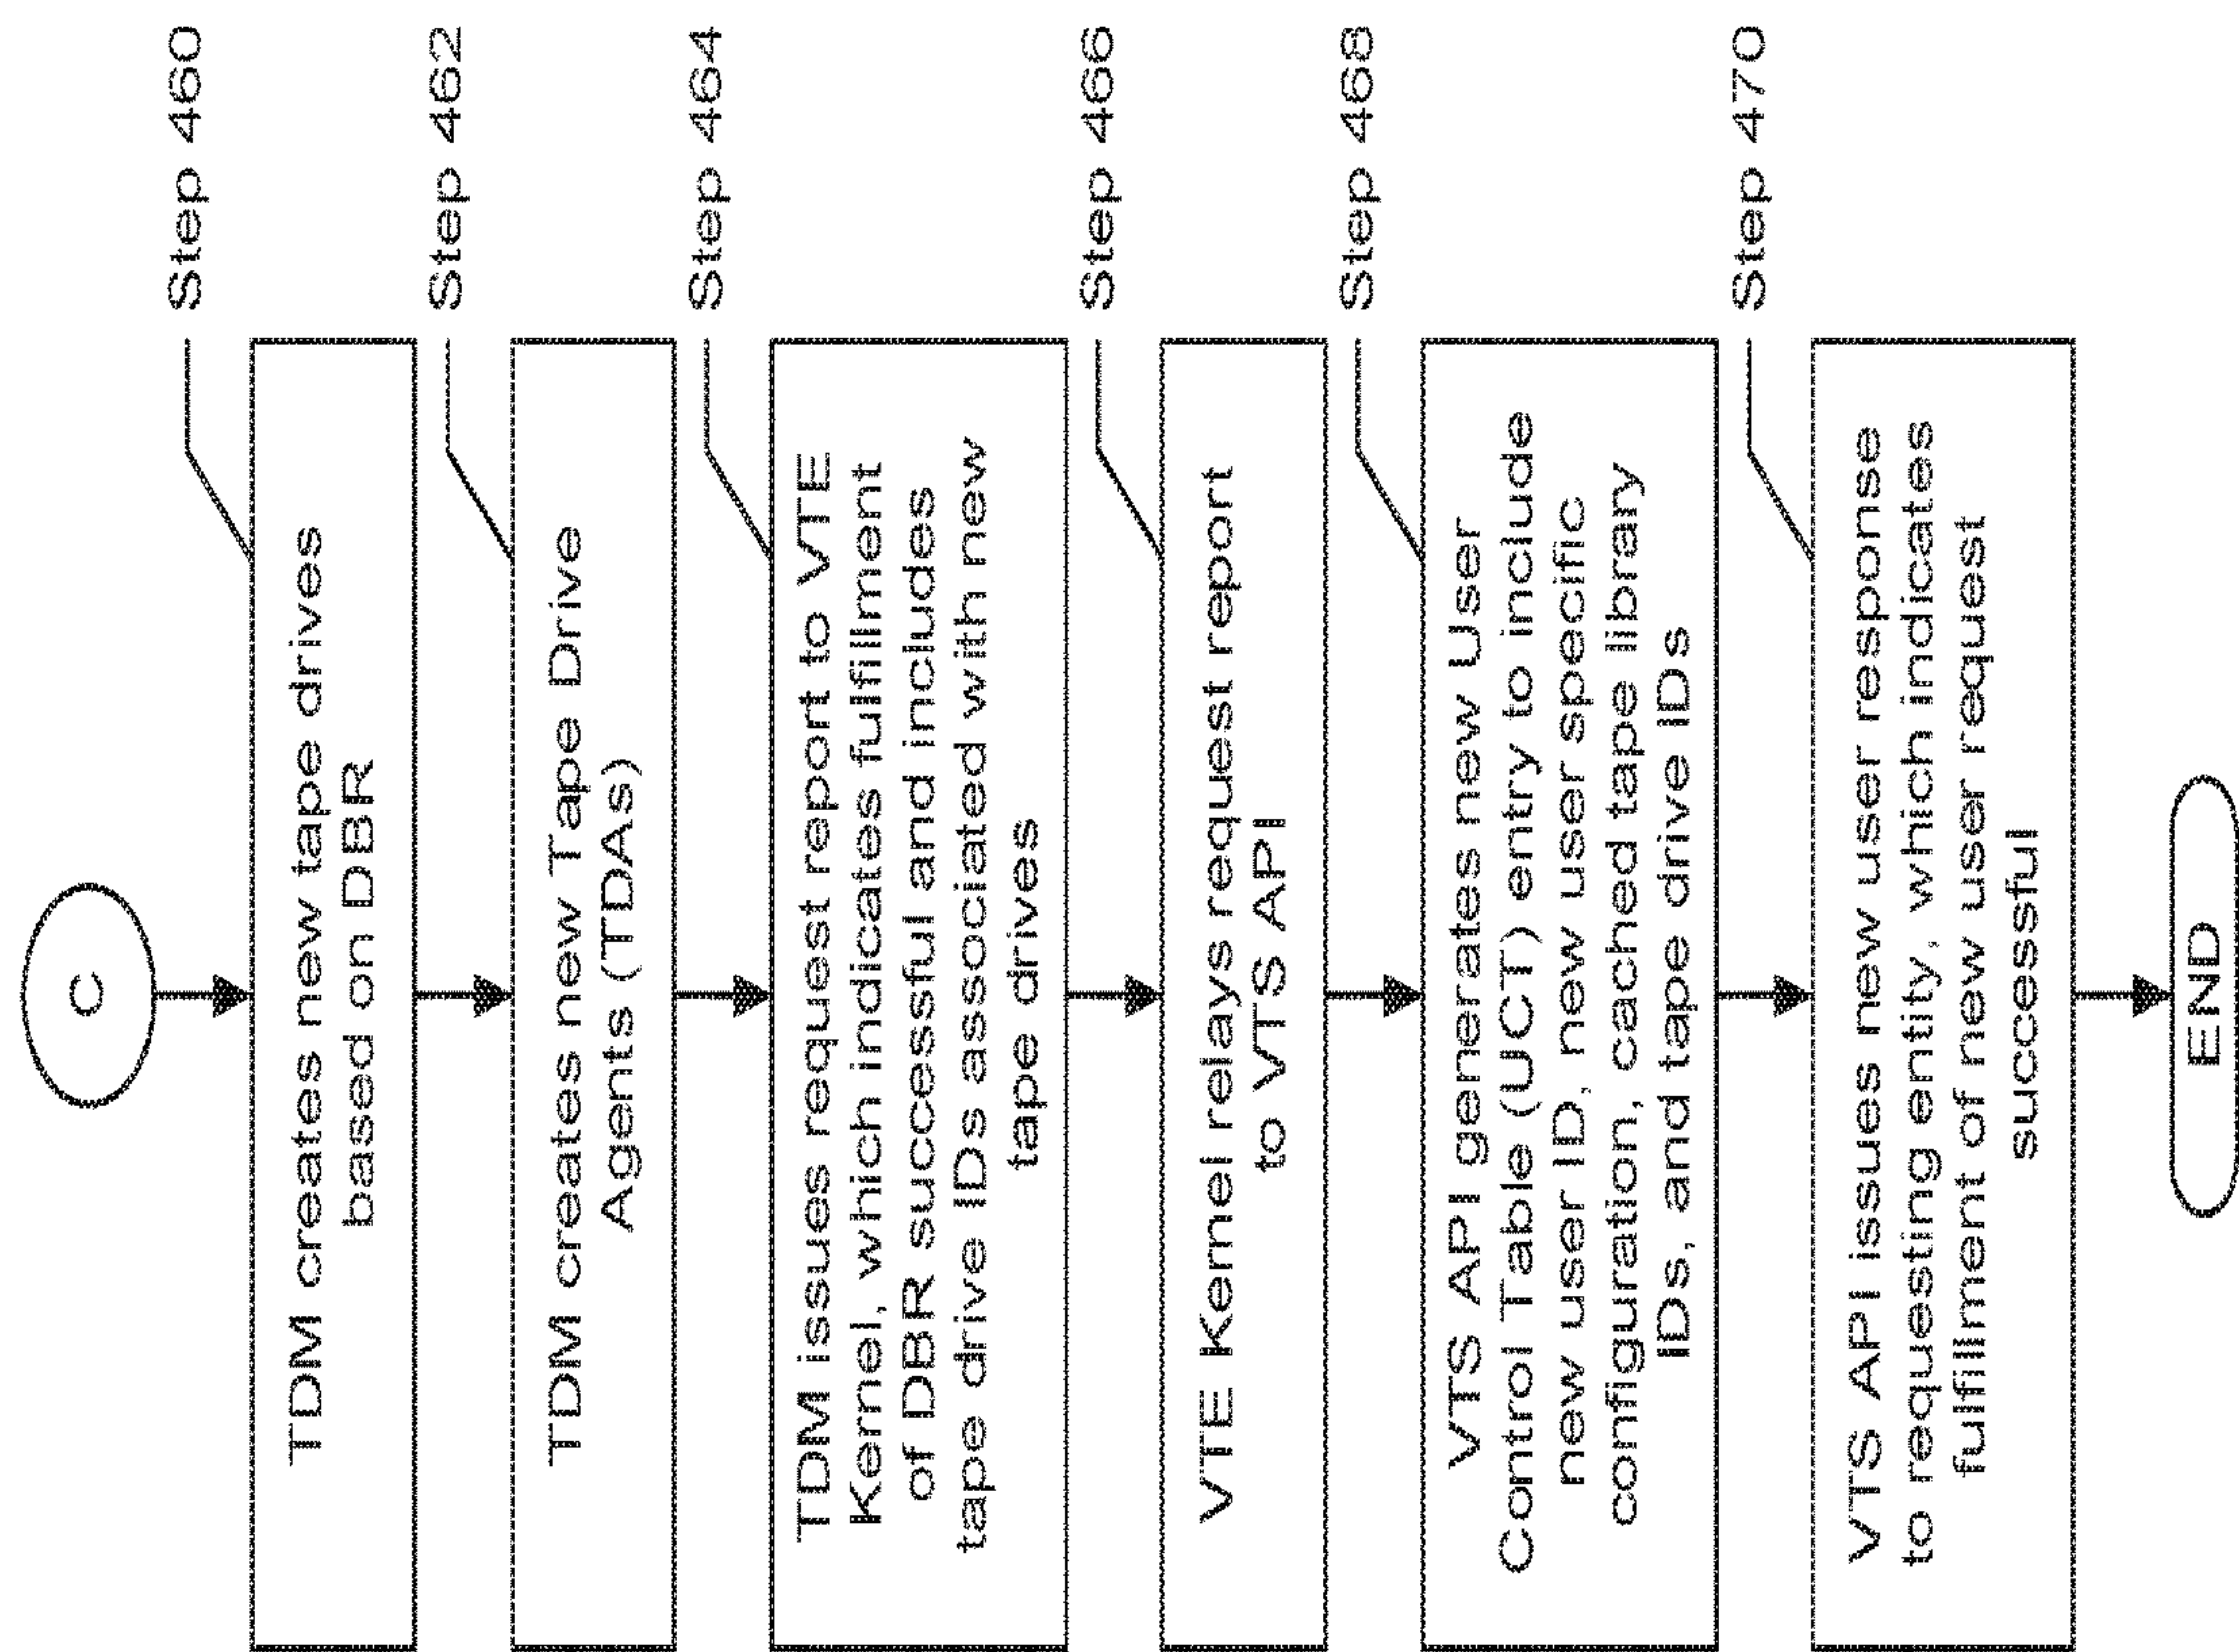 C
Step 460
TDM creates new tape drives
based on DBR
Step 462
TDM creates new Tape Drive
Agents (TDAs)
Step 464
TDM issues request report to VTE
Kernel, which indicates fulfillment
of DBR successful and includes
tape drive IDs associated with new
tape drives
Step 466
VTE Kernel relays request report
to VTS API
Step 468
VTS API generates new User
Control Table (UCT) entry to include
new user ID, new user specific
configuration, cached tape library
IDs, and tape drive IDs
Step 470
VTS API issues new user response
to requesting entity, which indicates
fulfillment of new user request
successful
END